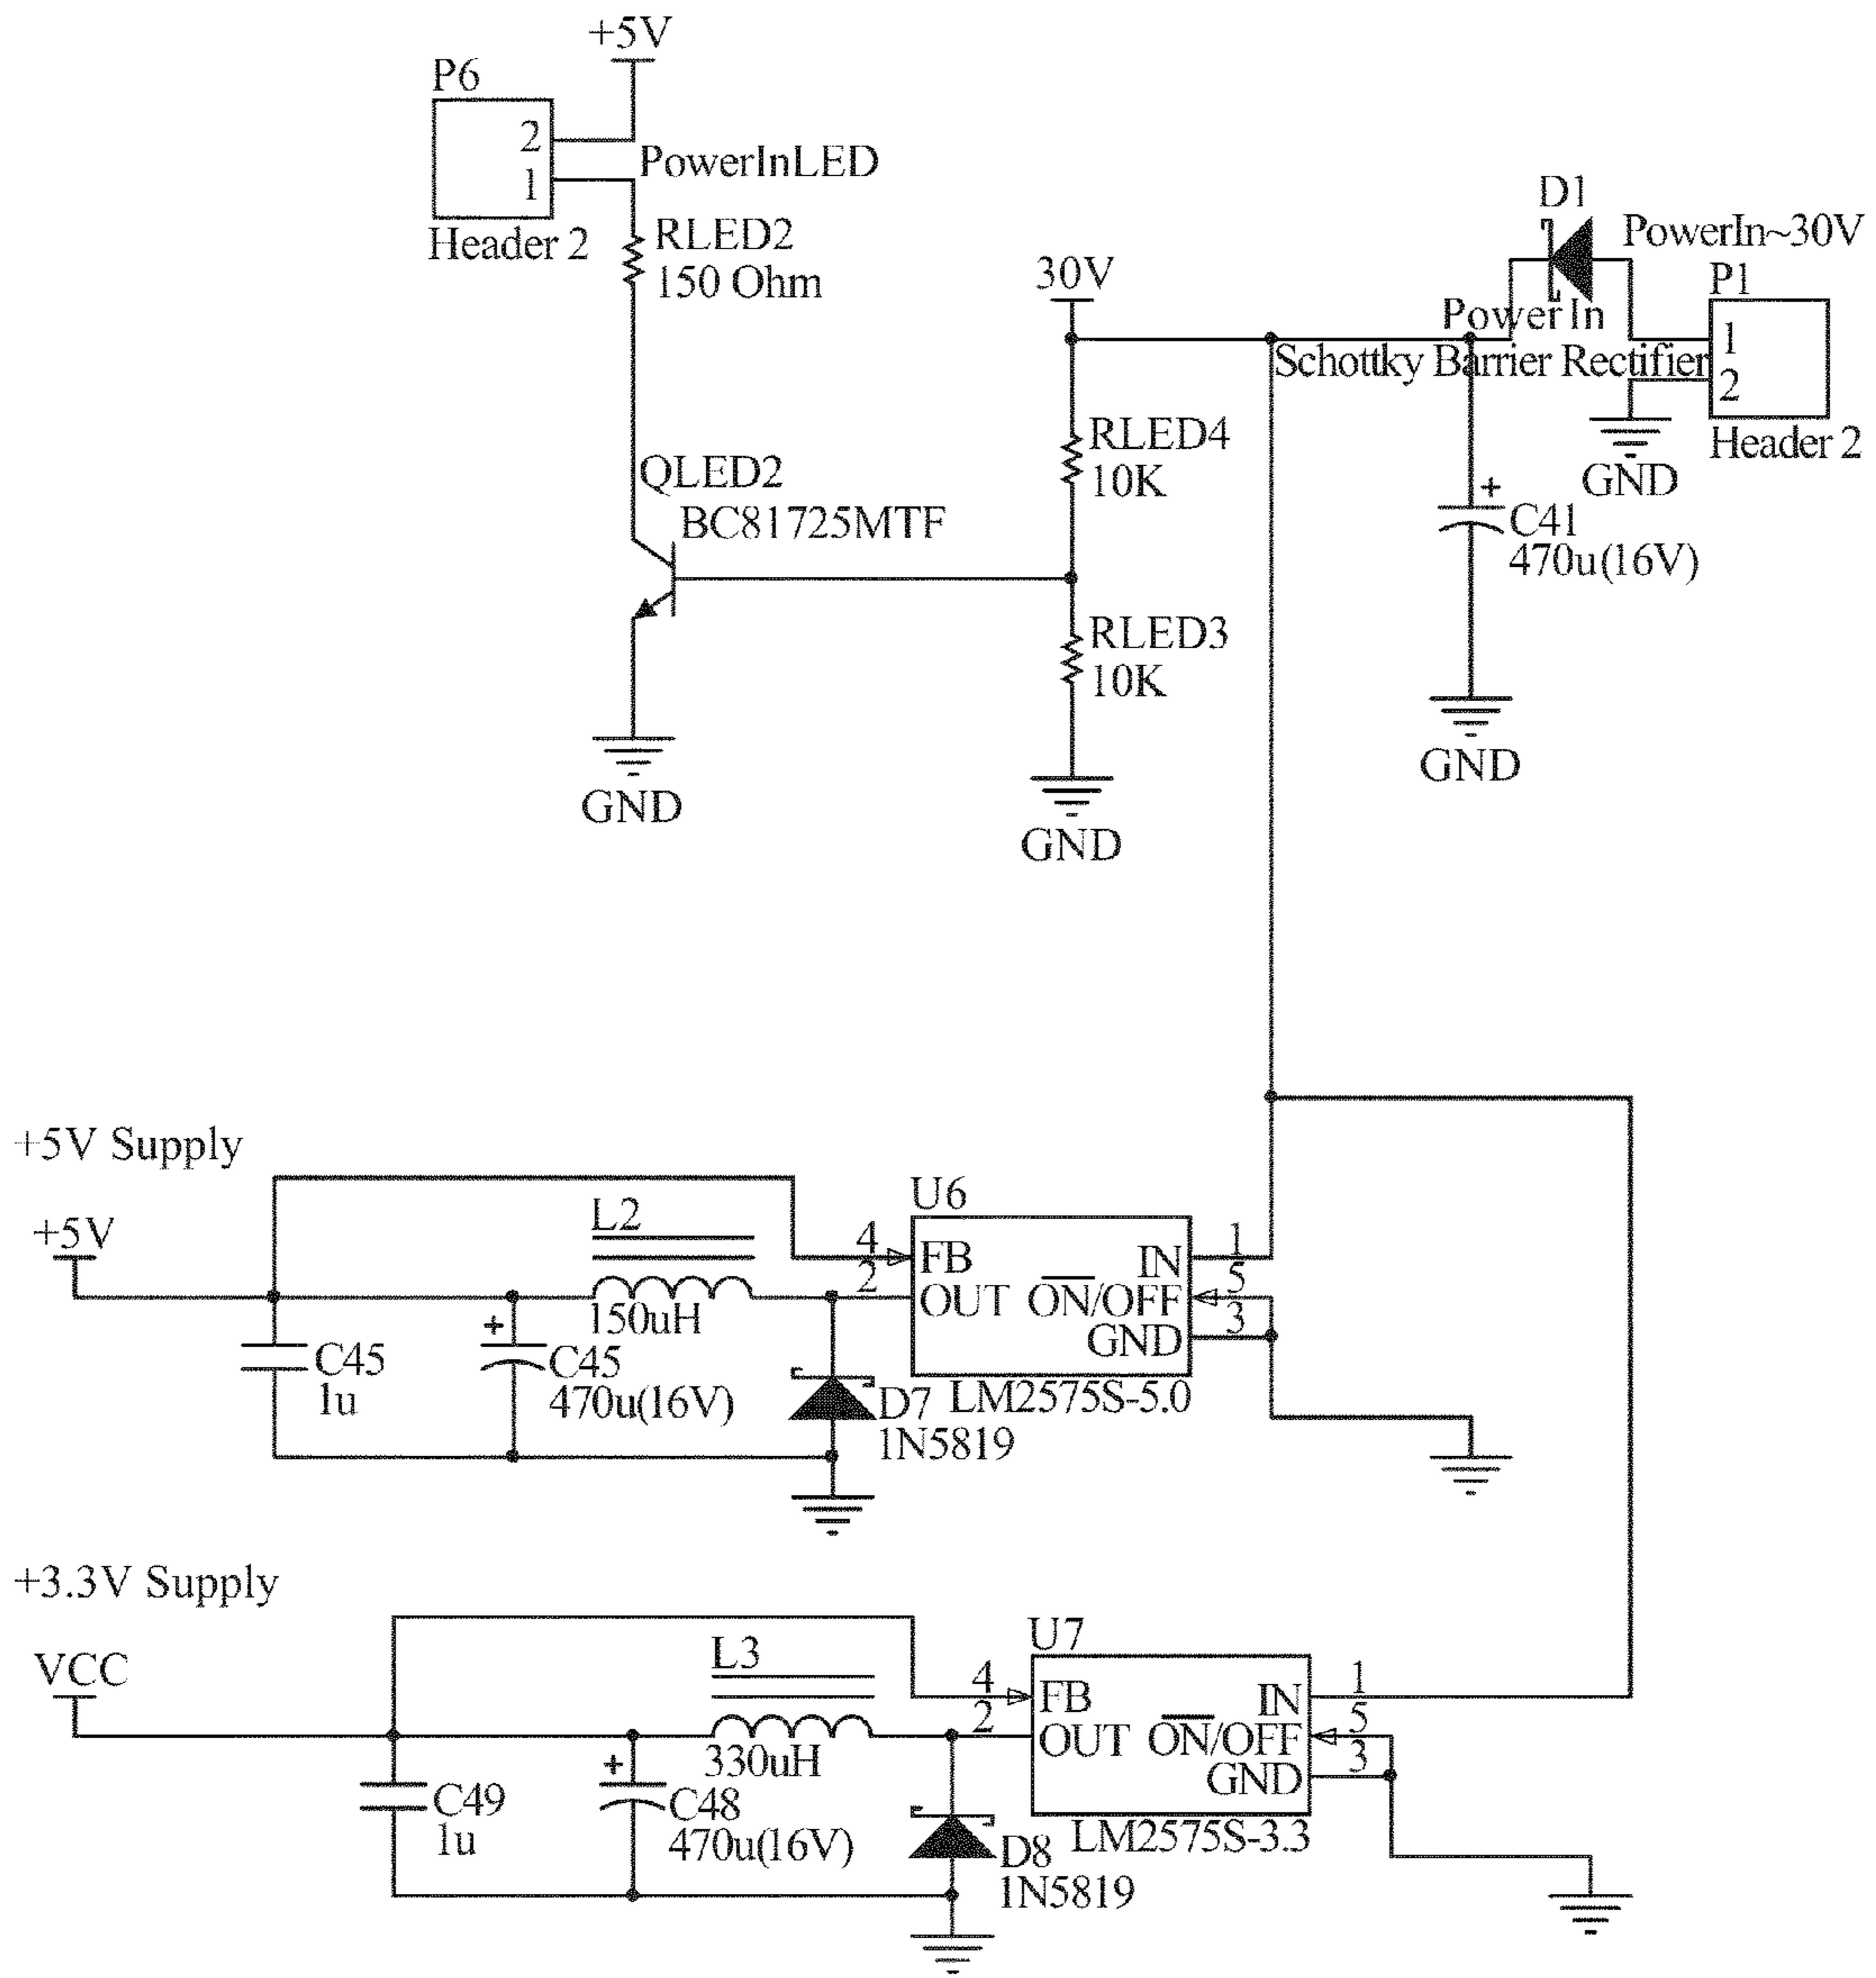 +5V
P6
2
PowerInLED
1
Header 2
RLED2
150 Ohm
D1
PowerIn~30V
P1
30V
Power In
1
Schottky Barrier Rectifier
2
Header 2
GND
RLED4
10K
QLED2
BC81725MTF
+
C41
470u(16V)
RLED3
10K
GND
GND
GND
+5V Supply
+5V
L2
150uH
U6
4
FB
IN
1
2
OUT
ON/OFF
5
GND
3
LM2575S-5.0
C45
1u
+
C45
470u(16V)
D7
1N5819
+3.3V Supply
VCC
L3
330uH
U7
4
FB
IN
1
2
OUT
ON/OFF
5
GND
3
LM2575S-3.3
C49
1u
+
C48
470u(16V)
D8
1N5819